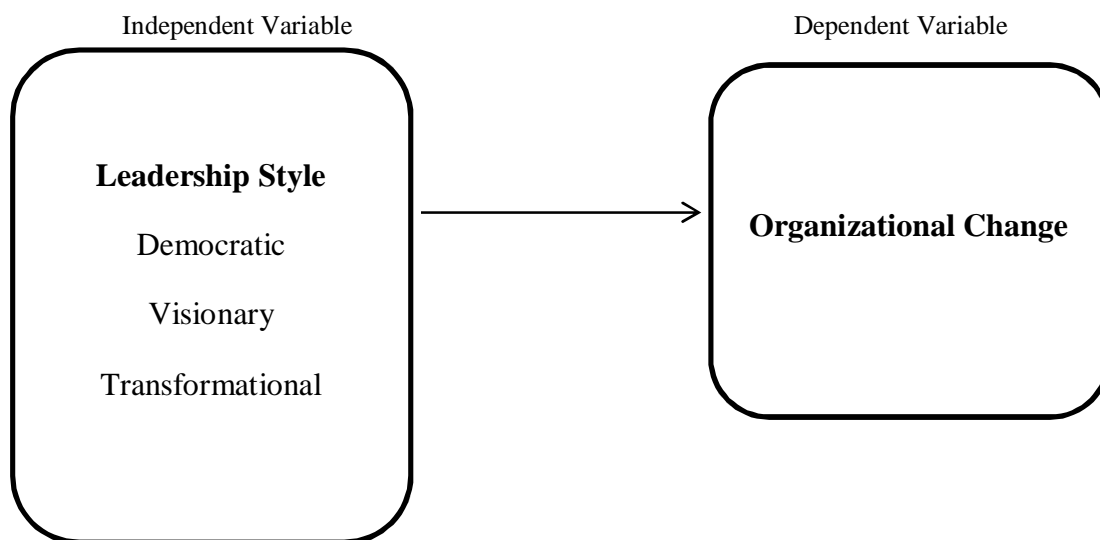 Independent Variable
Dependent Variable
Leadership Style
Democratic
Visionary
Transformational
Organizational Change